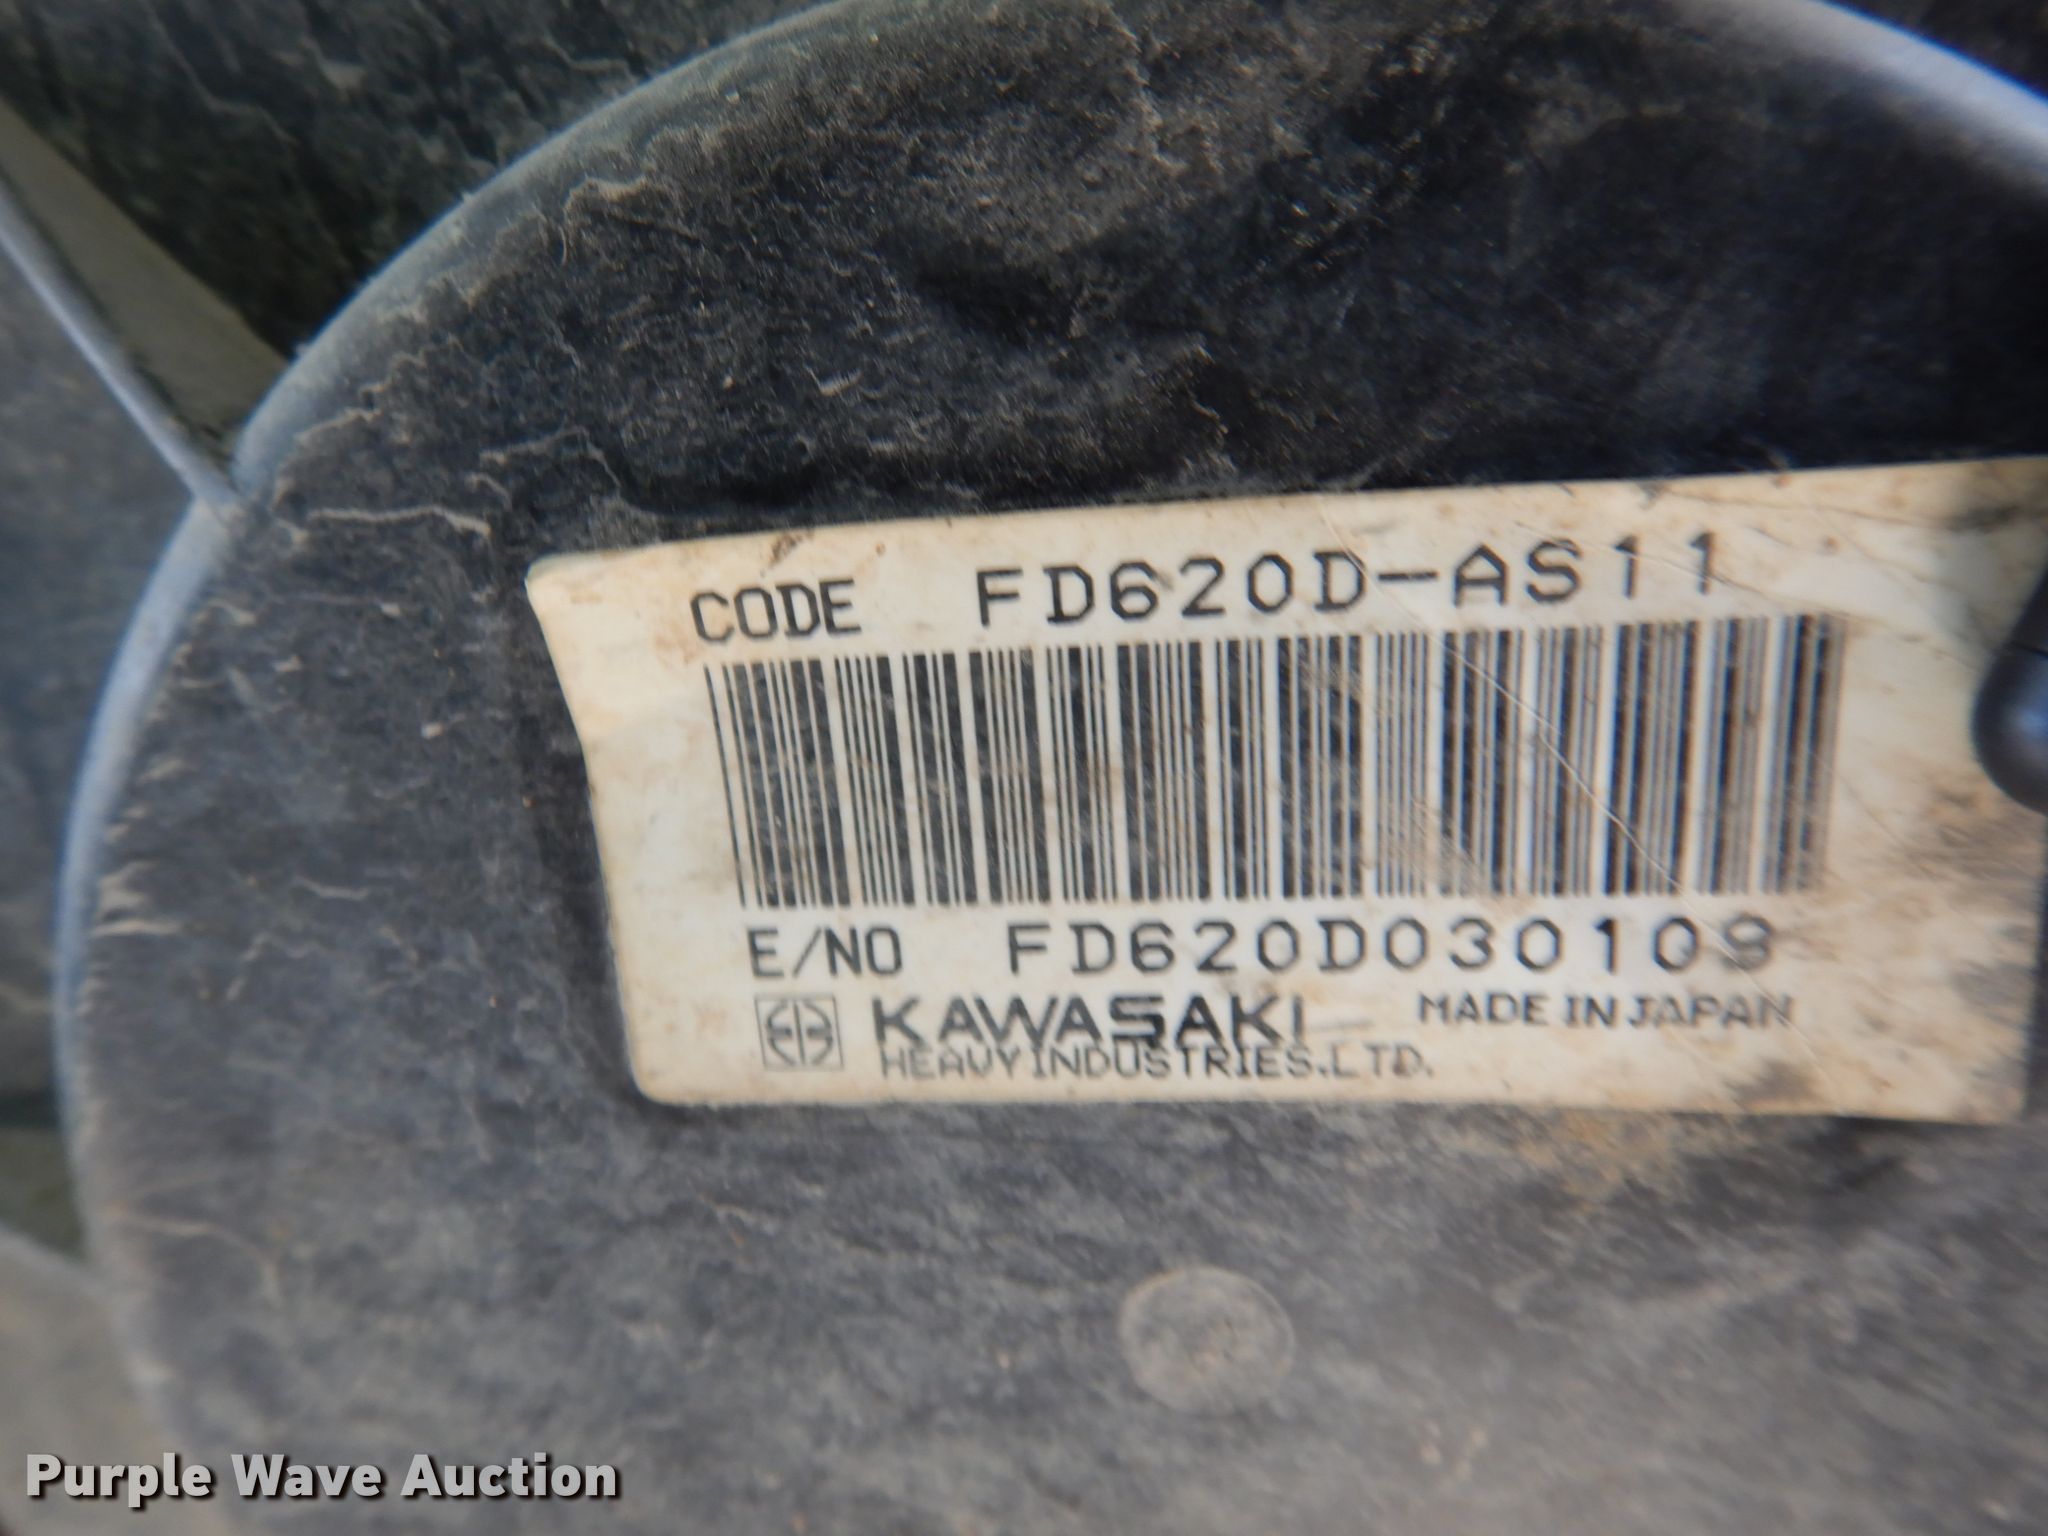 CODE FD620D-AS11
E/NO FD620D030109
KAWASAKI MADE IN JAPAN
HEAVY INDUSTRIES.LTD.
Purple Wave Auction